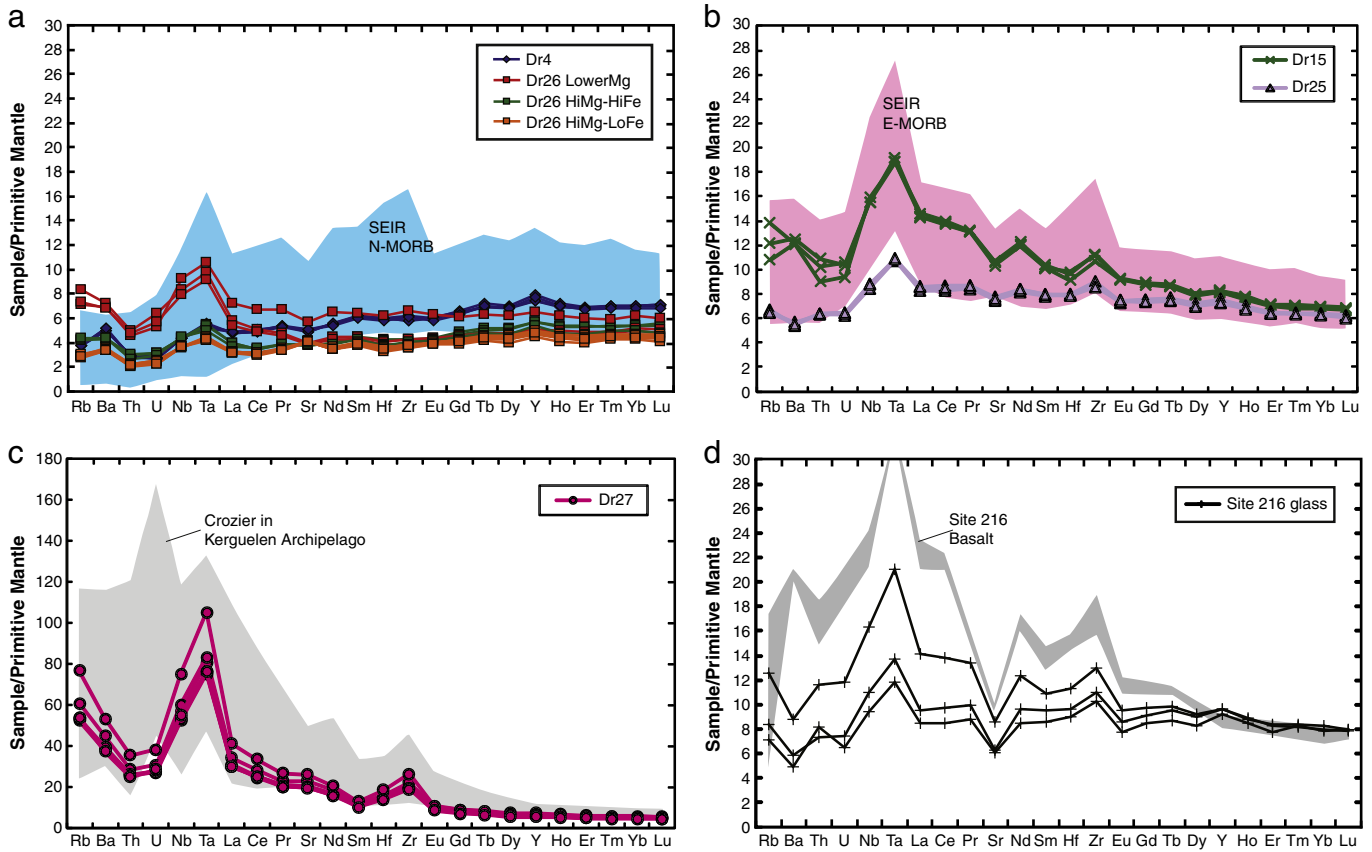 a
30
28
26
24
22
20
18
16
14
12
10
8
6
4
2
0
Sample/Primitive Mantle
SEIR
N-MORB
Dr4
Dr26 LowerMg
Dr26 HiMg-HiFe
Dr26 HiMg-LoFe
Rb Ba Th U Nb Ta La Ce Pr Sr Nd Sm Hf Zr Eu Gd Tb Dy Y Ho Er Tm Yb Lu
b
30
28
26
24
22
20
18
16
14
12
10
8
6
4
2
0
Sample/Primitive Mantle
SEIR
E-MORB
Dr15
Dr25
Rb Ba Th U Nb Ta La Ce Pr Sr Nd Sm Hf Zr Eu Gd Tb Dy Y Ho Er Tm Yb Lu
c
180
160
140
120
100
80
60
40
20
0
Sample/Primitive Mantle
Crozier in
Kerguelen Archipelago
Dr27
Rb Ba Th U Nb Ta La Ce Pr Sr Nd Sm Hf Zr Eu Gd Tb Dy Y Ho Er Tm Yb Lu
d
30
28
26
24
22
20
18
16
14
12
10
8
6
4
2
0
Sample/Primitive Mantle
Site 216
Basalt
Site 216 glass
Rb Ba Th U Nb Ta La Ce Pr Sr Nd Sm Hf Zr Eu Gd Tb Dy Y Ho Er Tm Yb Lu